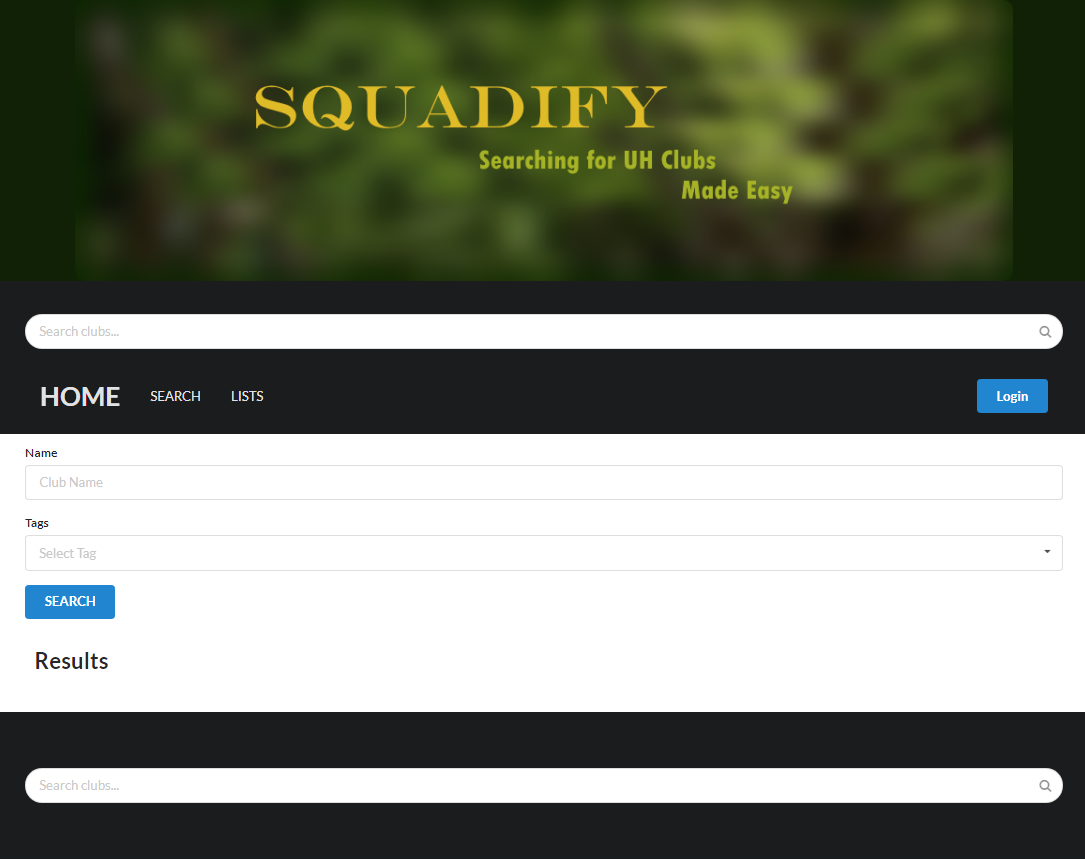 SQUADIFY
Searching for UH Clubs
Made Easy
Search clubs...
HOME SEARCH LISTS Login
Name
Club Name
Tags
Select Tag
SEARCH
Results
Search clubs...